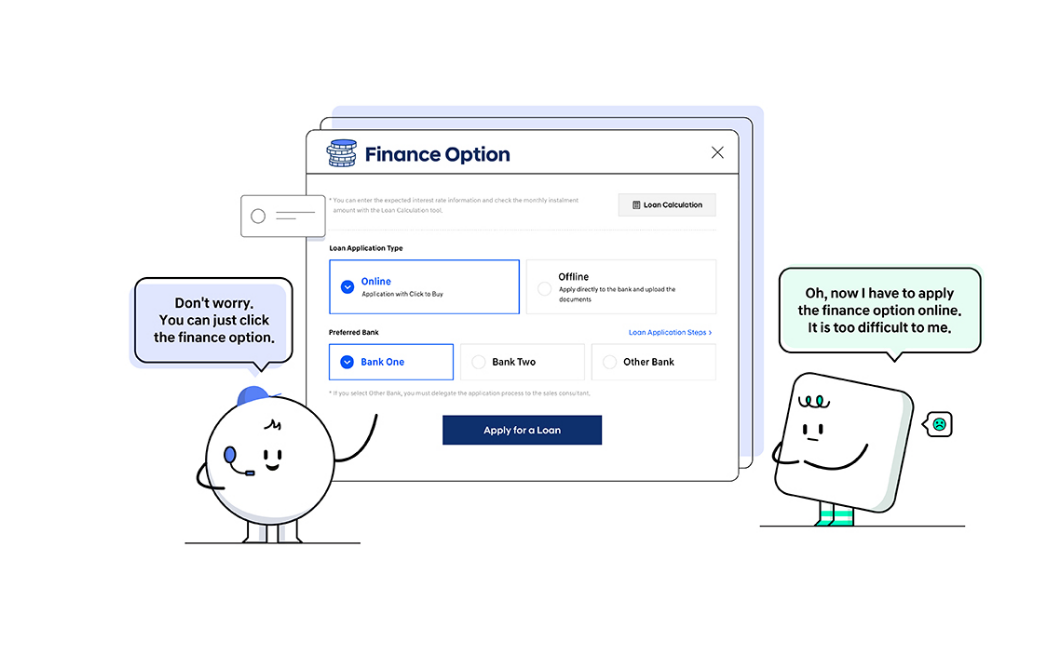 Finance Option
* You can enter the expected interest rate information and check the monthly instalment
amount with the Loan Calculation tool.
Loan Calculation
Loan Application Type
Online
Application with Click to Buy
Offline
Apply directly to the bank and upload the
documents
Preferred Bank
Loan Application Steps >
Bank One
Bank Two
Other Bank
* If you select Other Bank, you must delegate the application process to the sales consultant.
Apply for a Loan
Don't worry.
You can just click
the finance option.
Oh, now I have to apply
the finance option online.
It is too difficult to me.